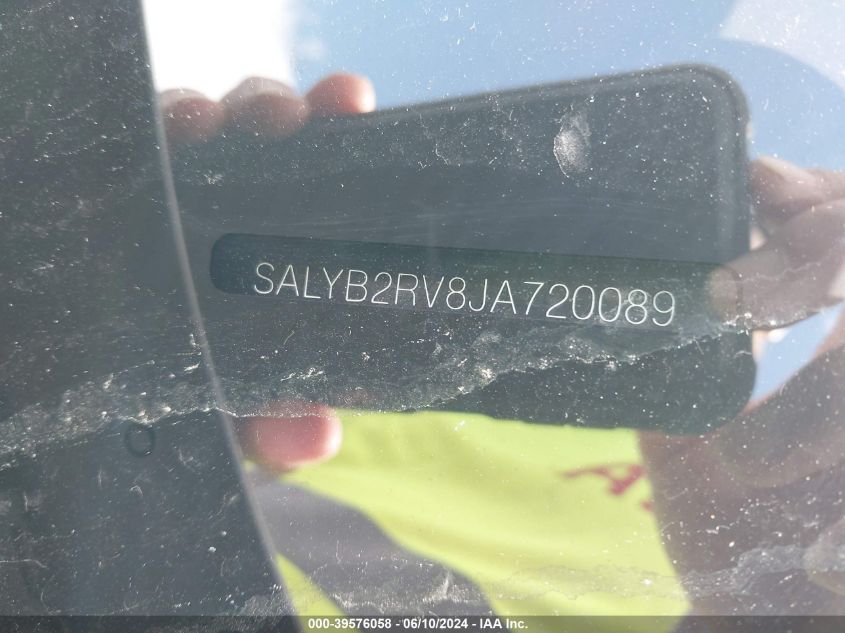 SALYB2RV8JA720089
000-39576058 - 06/10/2024 - IAA Inc.